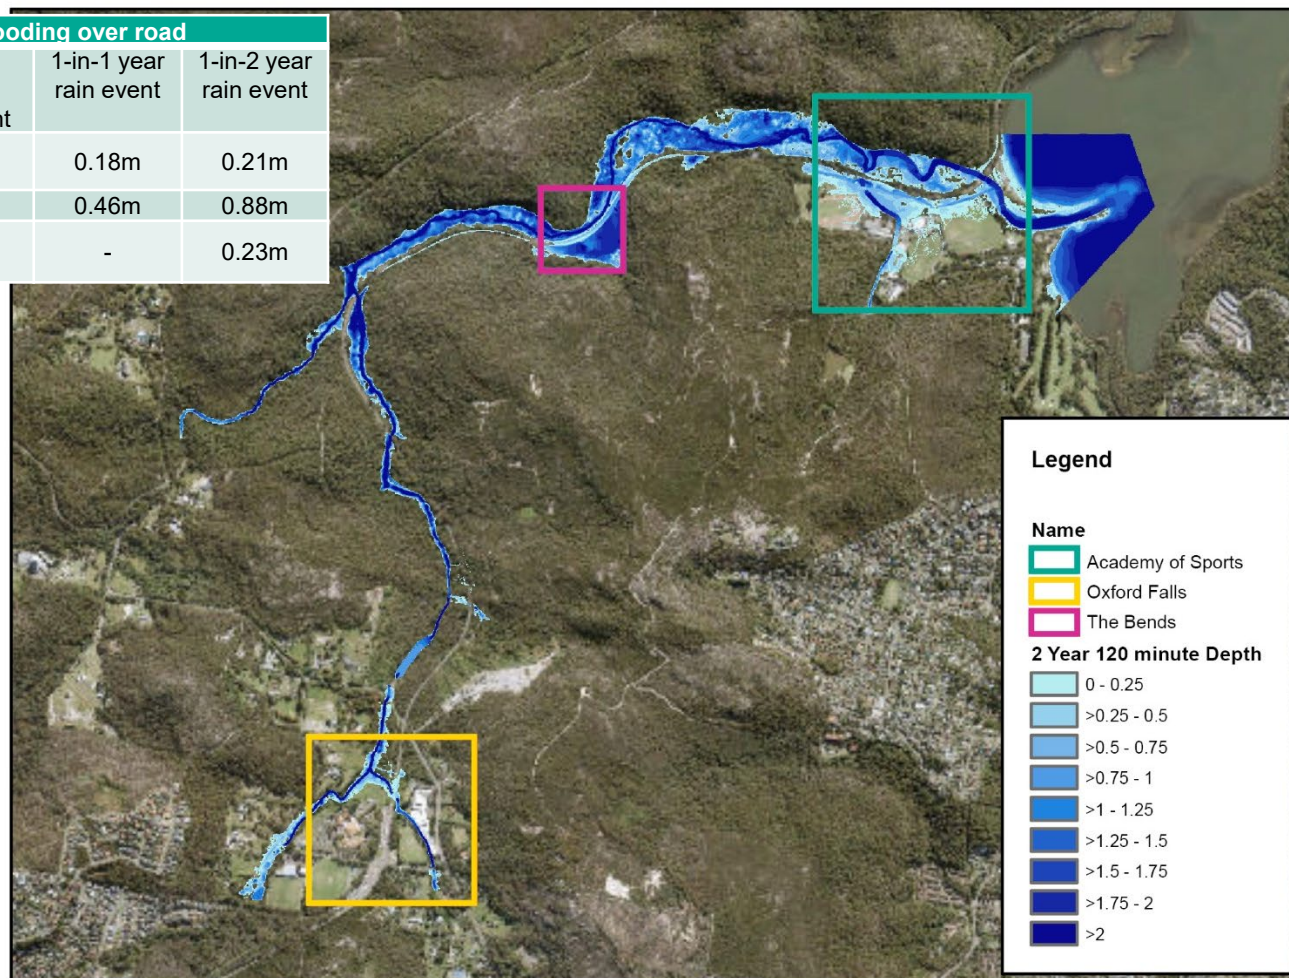 ooding over road
1-in-1 year 1-in-2 year
rain event rain event
nt
0.18m 0.21m
0.46m 0.88m
- 0.23m
Legend
Name
Academy of Sports
Oxford Falls
The Bends
2 Year 120 minute Depth
0 - 0.25
>0.25 - 0.5
>0.5 - 0.75
>0.75 - 1
>1 - 1.25
>1.25 - 1.5
>1.5 - 1.75
>1.75 - 2
>2